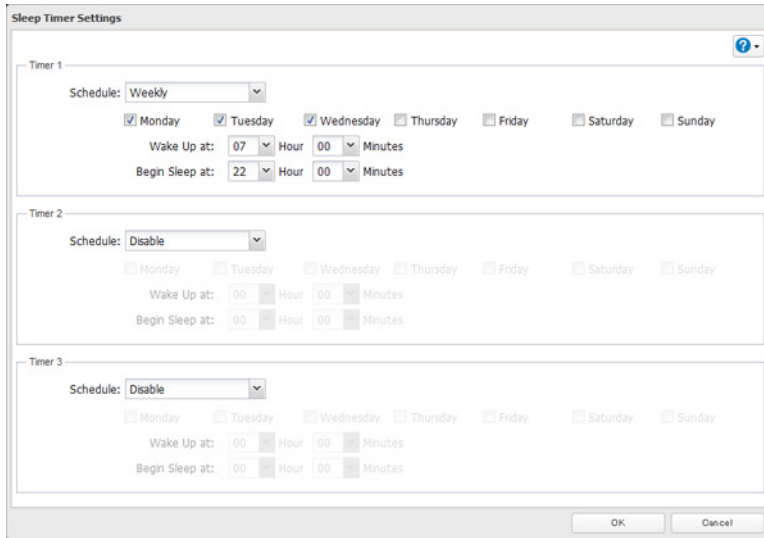 Sleep Timer Settings
?
Timer 1
Schedule: Weekly
Monday Tuesday Wednesday Thursday Friday Saturday Sunday
Wake Up at: 07 Hour 00 Minutes
Begin Sleep at: 22 Hour 00 Minutes
Timer 2
Schedule: Disable
Monday Tuesday Wednesday Thursday Friday Saturday Sunday
Wake Up at: 00 Hour 00 Minutes
Begin Sleep at: 00 Hour 00 Minutes
Timer 3
Schedule: Disable
Monday Tuesday Wednesday Thursday Friday Saturday Sunday
Wake Up at: 00 Hour 00 Minutes
Begin Sleep at: 00 Hour 00 Minutes
OK Cancel